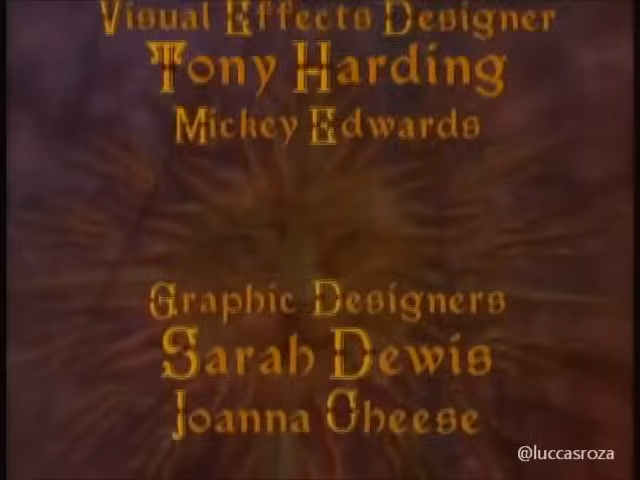 Visual Effects Designer
Tony Harding
Mickey Edwards
Graphic Designers
Sarah Dewis
Joanna Cheese
@luccasroza